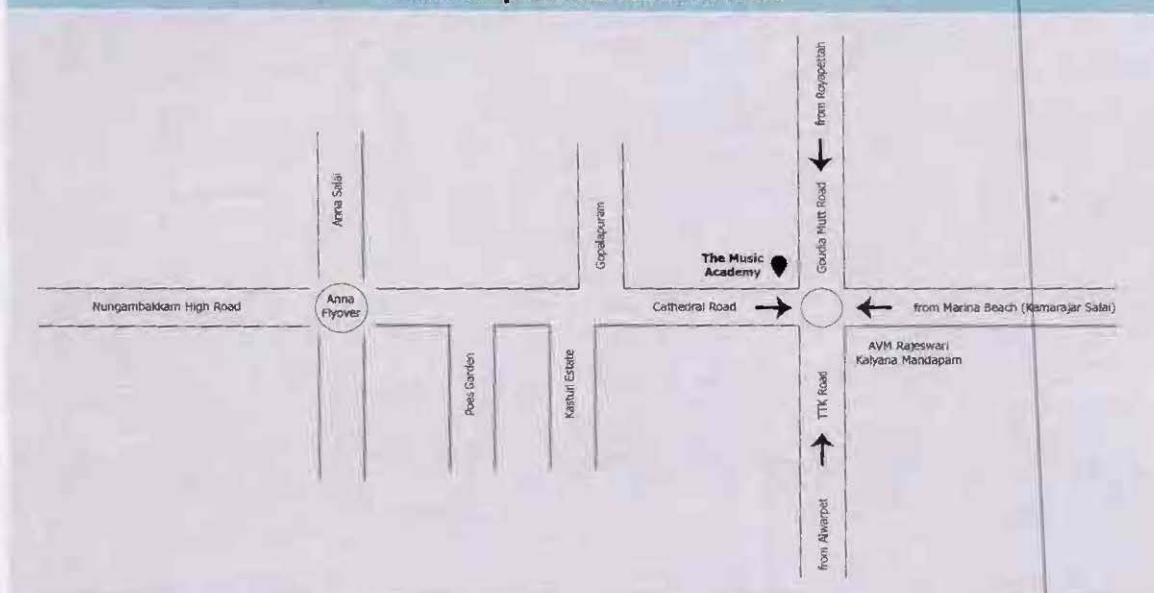 from Royapettah
Anna Salai
Gopalapuram
Goudia Mutt Road
The Music
Academy
Nungambakkam High Road
Anna
Flyover
Cathedral Road
from Marina Beach (Kamarajar Salai)
AVM Rajeswari
Kalyana Mandapam
Poes Garden
Kasturi Estate
TTK Road
from Alwarpet